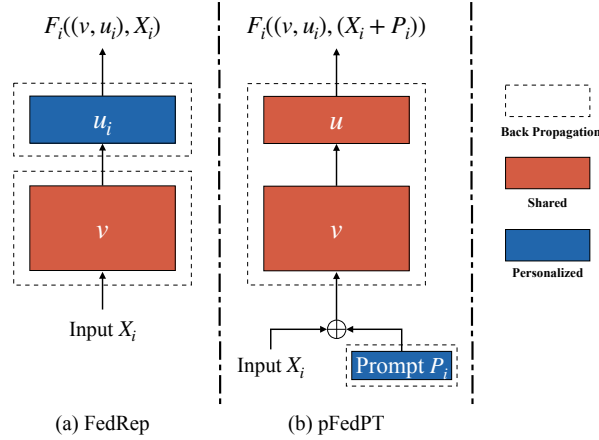 F_i((v, u_i), X_i)
u_i
v
Input X_i
(a) FedRep
F_i((v, u_i), (X_i + P_i))
u
v
Input X_i
Prompt P_i
(b) pFedPT
Back Propagation
Shared
Personalized